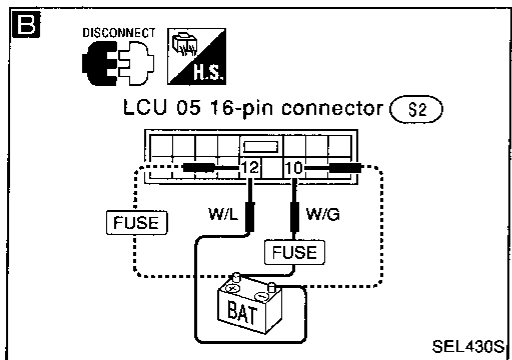 B
DISCONNECT
H.S.
LCU 05 16-pin connector S2
12 10
W/L W/G
FUSE
FUSE
BAT
SEL430S